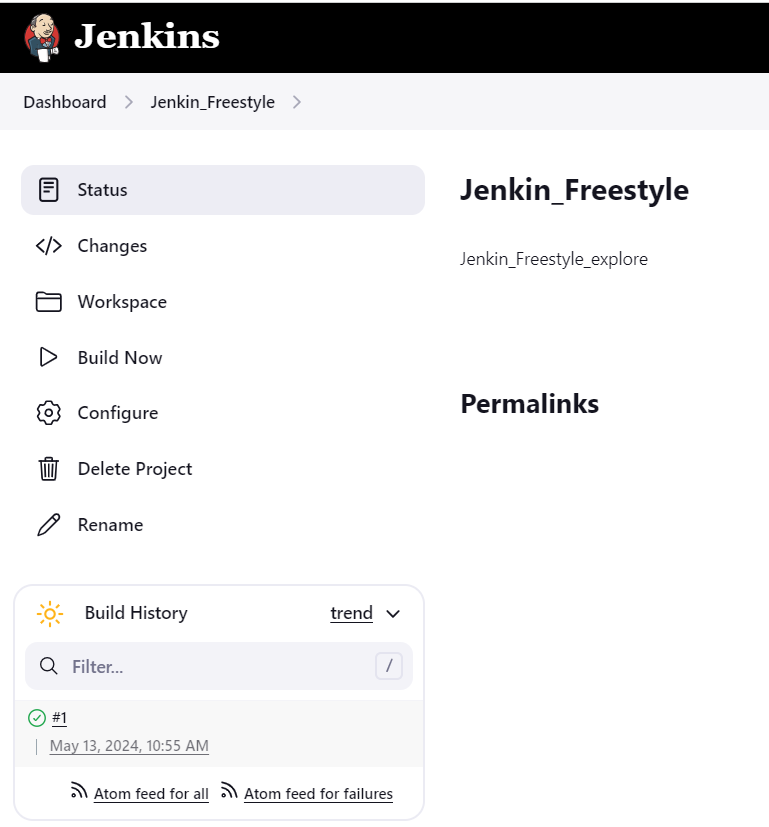 Jenkins
Dashboard
Jenkin_Freestyle
Status
Changes
Workspace
Build Now
Configure
Delete Project
Rename
Build History
trend
Filter...
/
#1
May 13, 2024, 10:55 AM
Atom feed for all
Atom feed for failures
Jenkin_Freestyle
Jenkin_Freestyle_explore
Permalinks